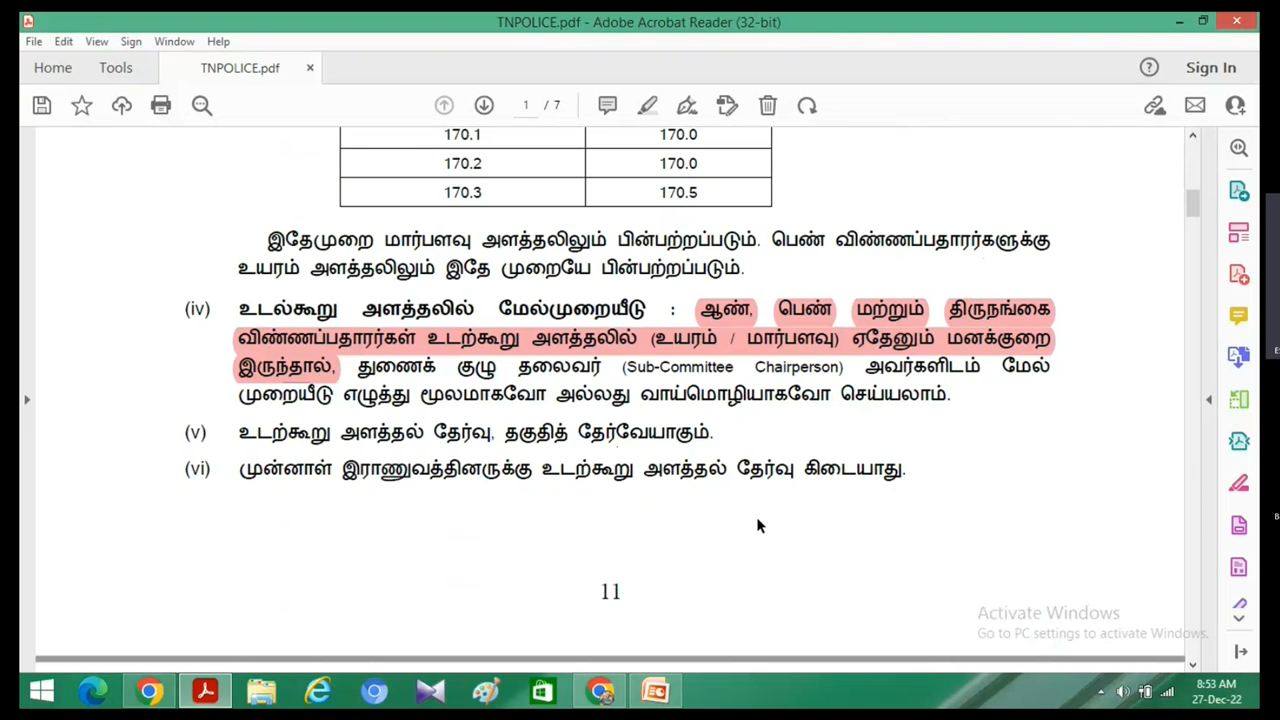 TNPOLICE.pdf - Adobe Acrobat Reader (32-bit)
File Edit View Sign Window Help
Home Tools TNPOLICE.pdf × Sign In
1 / 7
170.1 170.0
170.2 170.0
170.3 170.5
இதேமுறை மார்பளவு அளத்தலிலும் பின்பற்றப்படும். பெண் விண்ணப்பதாரர்களுக்கு
உயரம் அளத்தலிலும் இதே முறையே பின்பற்றப்படும்.
(iv) உடல்கூறு அளத்தலில் மேல்முறையீடு : ஆண், பெண் மற்றும் திருநங்கை
விண்ணப்பதாரர்கள் உடற்கூறு அளத்தலில் (உயரம் / மார்பளவு) ஏதேனும் மனக்குறை
இருந்தால், துணைக் குழு தலைவர் (Sub-Committee Chairperson) அவர்களிடம் மேல்
முறையீடு எழுத்து மூலமாகவோ அல்லது வாய்மொழியாகவோ செய்யலாம்.
(v) உடற்கூறு அளத்தல் தேர்வு, தகுதித் தேர்வேயாகும்.
(vi) முன்னாள் இராணுவத்தினருக்கு உடற்கூறு அளத்தல் தேர்வு கிடையாது.
11
Activate Windows
Go to PC settings to activate Windows.
8:53 AM
27-Dec-22